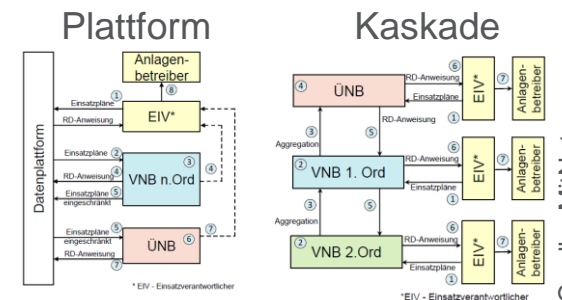 Plattform
Anlagen-
betreiber
1
8
Einsatzpläne
EIV*
RD-Anweisung
Datenplattform
Einsatzpläne 2
3
4
RD-Anweisung
VNB n.Ord
4
Einsatzpläne 5
eingeschränkt
5
7
Einsatzpläne
eingeschränkt
ÜNB
6
RD-Anweisung
7
* EIV - Einsatzverantwortlicher
Kaskade
6
RD-Anweisung
7
4
ÜNB
EIV*
Anlagen-
betreiber
Einsatzpläne
1
3
5
RD-Anweisung
Aggregation
6
2
RD-Anweisung
7
VNB 1. Ord
EIV*
Anlagen-
betreiber
Einsatzpläne
1
3
5
Aggregation
6
2
RD-Anweisung
7
VNB 2.Ord
EIV*
Anlagen-
betreiber
Einsatzpläne
1
*EIV - Einsatzverantwortlicher